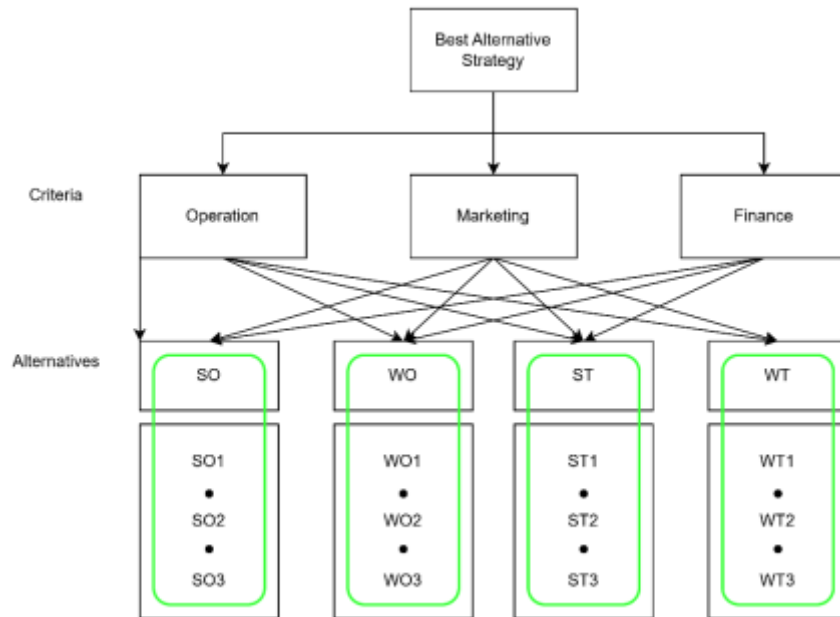 Best Alternative
Strategy
Criteria
Operation
Marketing
Finance
Alternatives
SO
WO
ST
WT
SO1
WO1
ST1
WT1
SO2
WO2
ST2
WT2
SO3
WO3
ST3
WT3